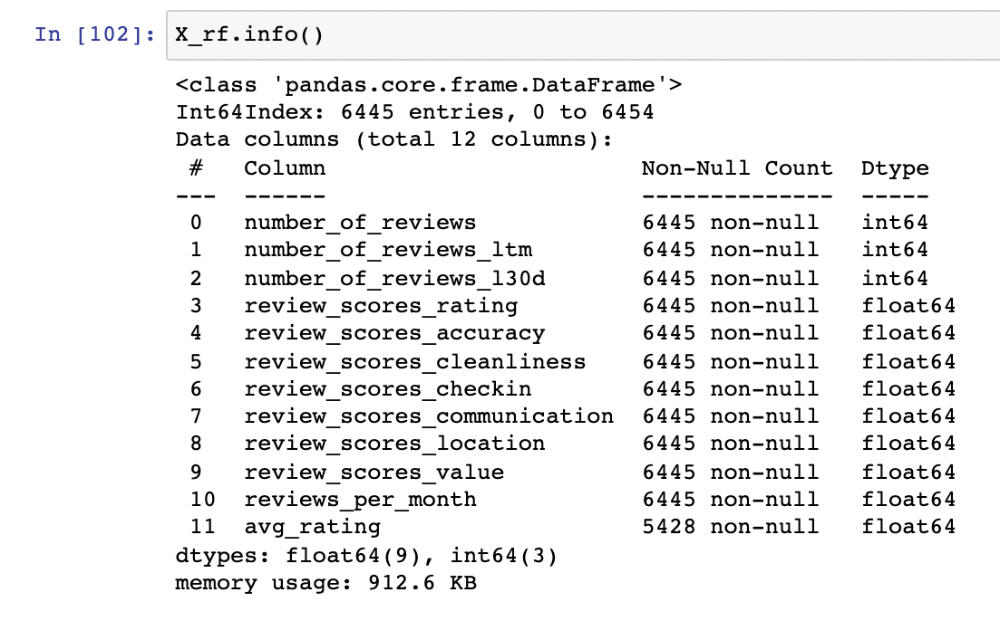 In [102]: X_rf.info()
<class 'pandas.core.frame.DataFrame'>
Int64Index: 6445 entries, 0 to 6454
Data columns (total 12 columns):
 #   Column                       Non-Null Count  Dtype
---  ------                       --------------  -----
 0   number_of_reviews            6445 non-null   int64
 1   number_of_reviews_ltm        6445 non-null   int64
 2   number_of_reviews_l30d       6445 non-null   int64
 3   review_scores_rating         6445 non-null   float64
 4   review_scores_accuracy       6445 non-null   float64
 5   review_scores_cleanliness    6445 non-null   float64
 6   review_scores_checkin        6445 non-null   float64
 7   review_scores_communication  6445 non-null   float64
 8   review_scores_location       6445 non-null   float64
 9   review_scores_value          6445 non-null   float64
 10  reviews_per_month            6445 non-null   float64
 11  avg_rating                   5428 non-null   float64
dtypes: float64(9), int64(3)
memory usage: 912.6 KB